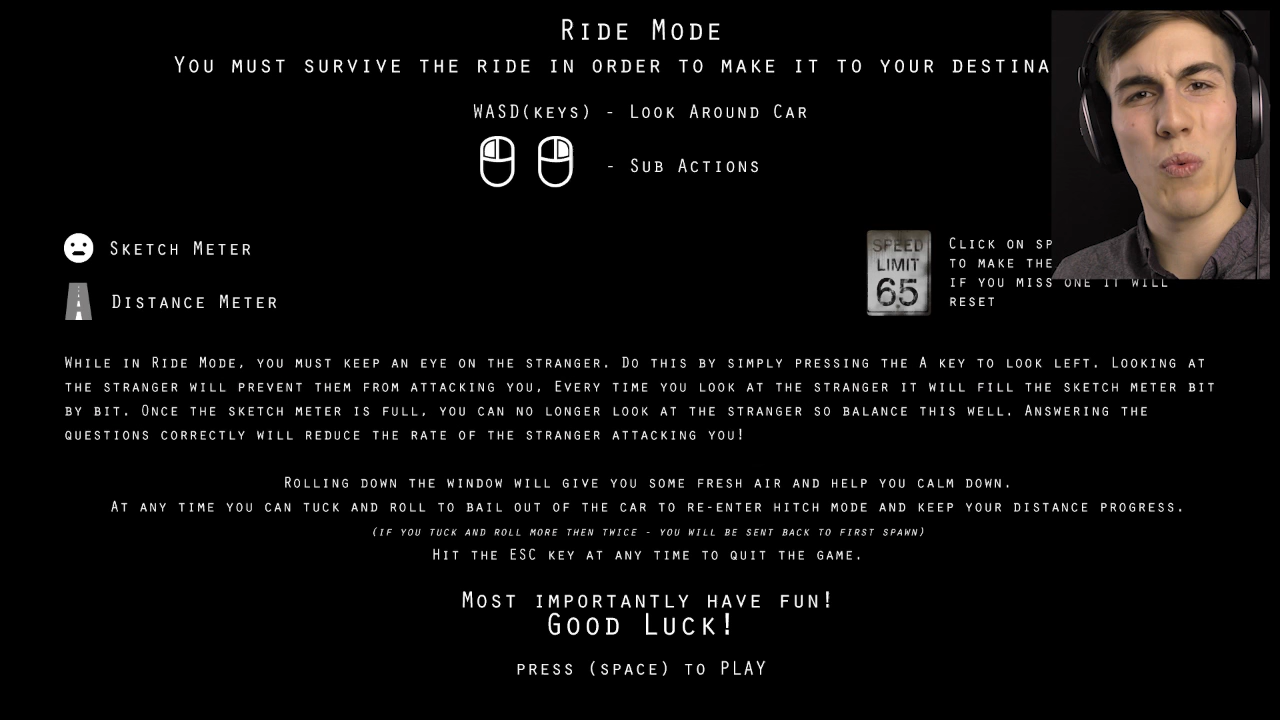 Ride Mode
You must survive the ride in order to make it to your destina
WASD(keys) - Look Around Car
- Sub Actions
Sketch Meter
Distance Meter
SPEED
LIMIT
65
Click on sp
to make the
if you miss one it will
reset
While in Ride Mode, you must keep an eye on the stranger. Do this by simply pressing the A key to look left. Looking at
the stranger will prevent them from attacking you, Every time you look at the stranger it will fill the sketch meter bit
by bit. Once the sketch meter is full, you can no longer look at the stranger so balance this well. Answering the
questions correctly will reduce the rate of the stranger attacking you!
Rolling down the window will give you some fresh air and help you calm down.
At any time you can tuck and roll to bail out of the car to re-enter hitch mode and keep your distance progress.
(if you tuck and roll more then twice - you will be sent back to first spawn)
Hit the ESC key at any time to quit the game.
Most importantly have fun!
Good Luck!
press (space) to PLAY